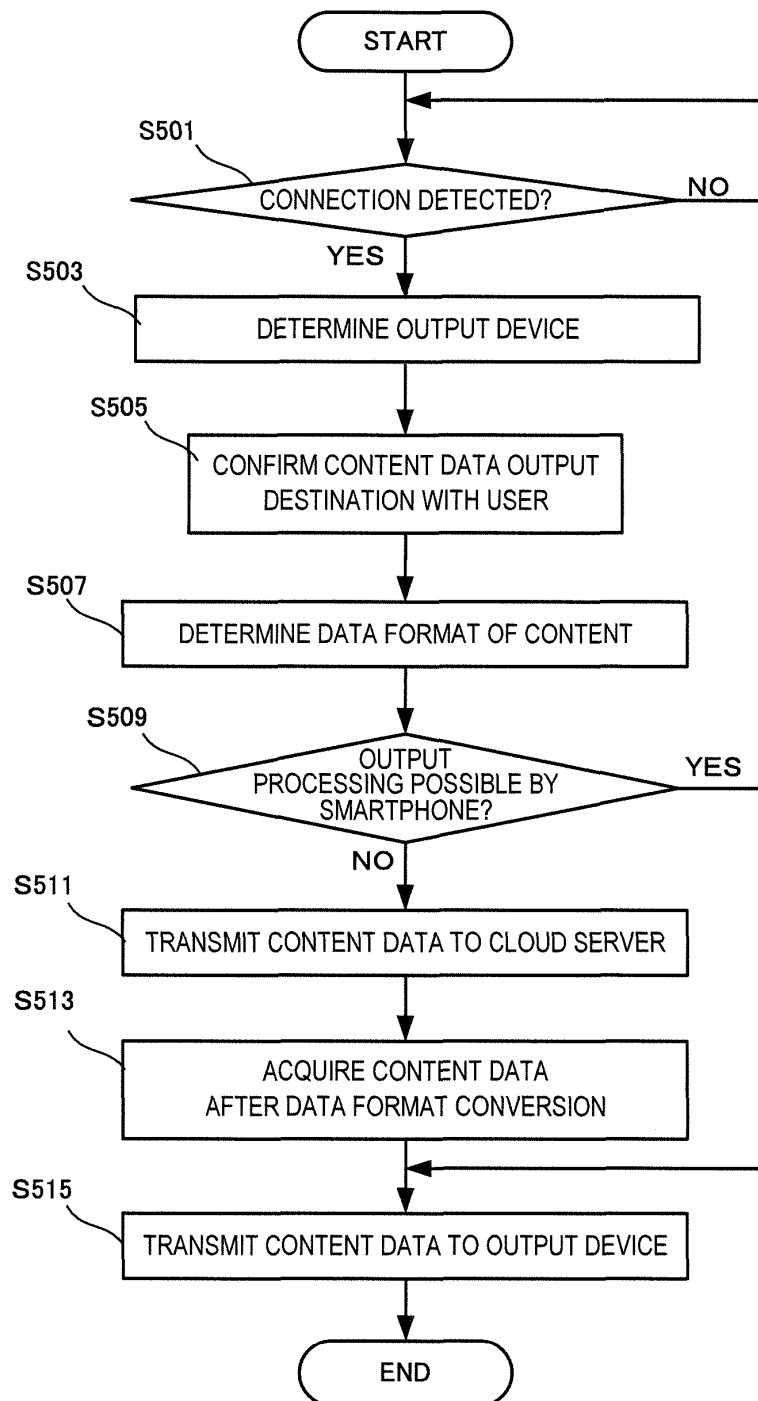 START
S501
CONNECTION DETECTED?
NO
YES
S503
DETERMINE OUTPUT DEVICE
S505
CONFIRM CONTENT DATA OUTPUT
DESTINATION WITH USER
S507
DETERMINE DATA FORMAT OF CONTENT
S509
OUTPUT
PROCESSING POSSIBLE BY
SMARTPHONE?
YES
NO
S511
TRANSMIT CONTENT DATA TO CLOUD SERVER
S513
ACQUIRE CONTENT DATA
AFTER DATA FORMAT CONVERSION
S515
TRANSMIT CONTENT DATA TO OUTPUT DEVICE
END